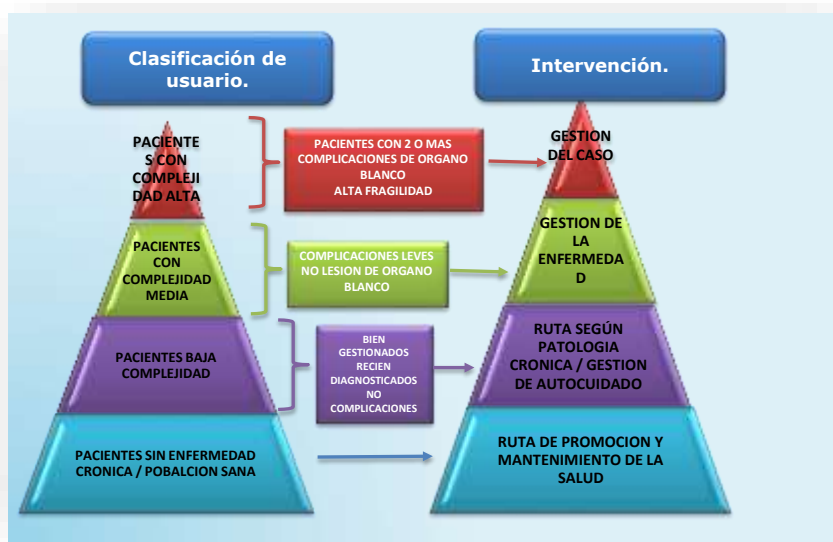 Clasificación de
usuario.
Intervención.
PACIENTE
S CON
COMPLEJI
DAD ALTA
PACIENTES CON 2 O MAS
COMPLICACIONES DE ORGANO
BLANCO
ALTA FRAGILIDAD
GESTION
DEL CASO
PACIENTES
CON
COMPLEJIDAD
MEDIA
COMPLICACIONES LEVES
NO LESION DE ORGANO
BLANCO
GESTION DE
LA
ENFERMEDA
D
PACIENTES BAJA
COMPLEJIDAD
BIEN
GESTIONADOS
RECIEN
DIAGNOSTICADOS
NO
COMPLICACIONES
RUTA SEGÚN
PATOLOGIA
CRONICA / GESTION
DE AUTOCUIDADO
PACIENTES SIN ENFERMEDAD
CRONICA / POBALCION SANA
RUTA DE PROMOCION Y
MANTENIMIENTO DE LA
SALUD